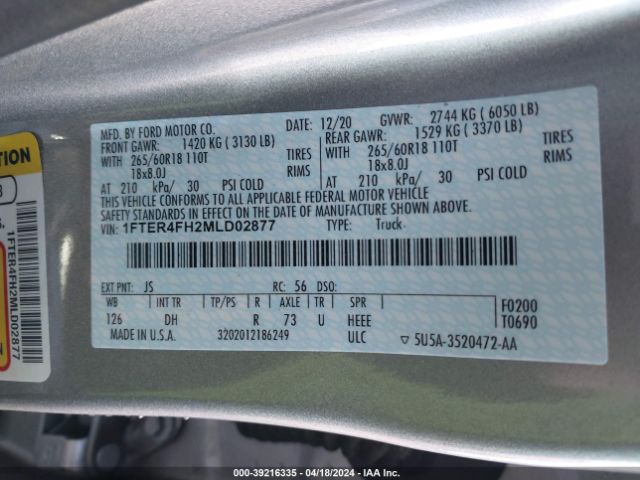 MFD. BY FORD MOTOR CO.
DATE: 12/20 GVWR: 2744 KG ( 6050 LB)
FRONT GAWR: 1420 KG ( 3130 LB)
REAR GAWR: 1529 KG ( 3370 LB)
WITH 265/60R18 110T TIRES
WITH 265/60R18 110T TIRES
18x8.0J RIMS
18x8.0J RIMS
AT 210 kPa/ 30 PSI COLD
AT 210 kPa/ 30 PSI COLD
THIS VEHICLE CONFORMS TO ALL APPLICABLE FEDERAL MOTOR VEHICLE
SAFETY STANDARDS IN EFFECT ON THE DATE OF MANUFACTURE SHOWN ABOVE.
VIN: 1FTER4FH2MLD02877 TYPE: Truck
EXT PNT: JS RC: 56 DSO:
WB INT TR TP/PS R AXLE TR SPR F0200
126 DH R 73 U HEEE T0690
MADE IN U.S.A. 3202012186249 ULC 5U5A-3520472-AA
1FTER4FH2MLD02877
000-39216335 - 04/18/2024 - IAA Inc.